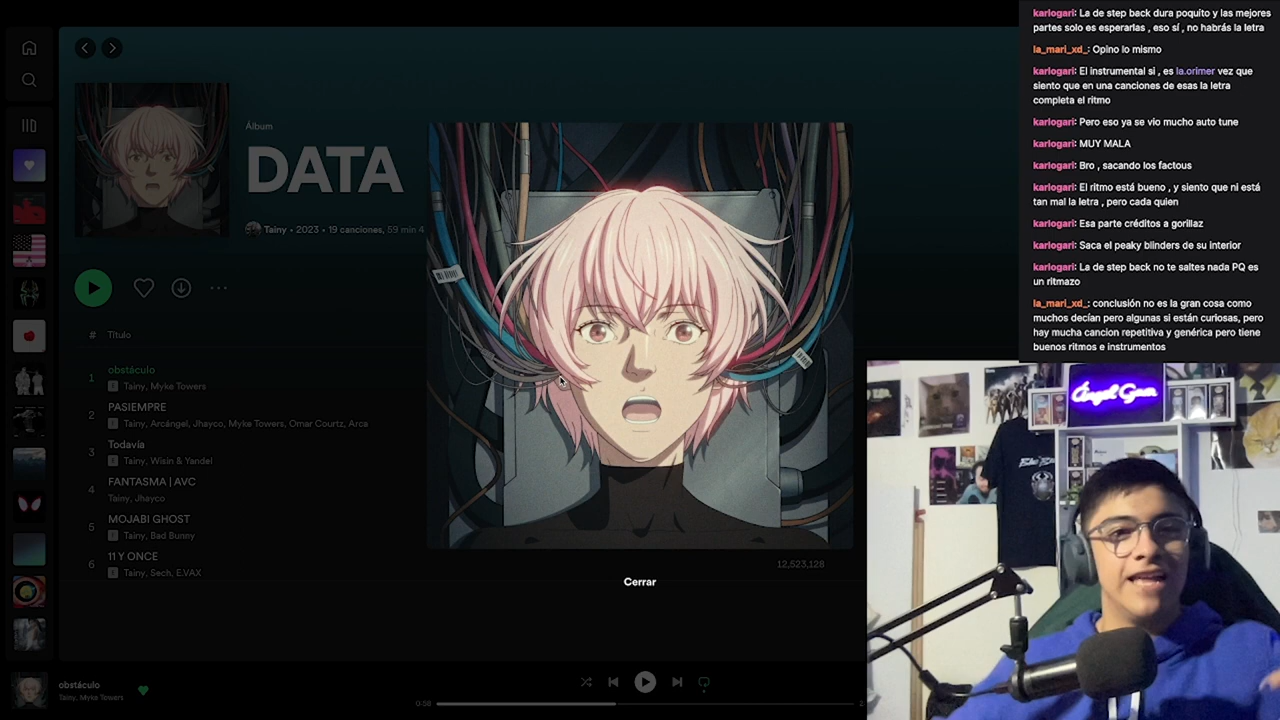 Álbum
DATA
Tainy • 2023 • 19 canciones, 59 min 4
# Título
1 obstáculo
E Tainy, Myke Towers
2 PASIEMPRE
E Tainy, Arcángel, Jhayco, Myke Towers, Omar Courtz, Arca
3 Todavía
E Tainy, Wisin & Yandel
4 FANTASMA | AVC
Tainy, Jhayco
5 MOJABI GHOST
E Tainy, Bad Bunny
6 11 Y ONCE
E Tainy, Sech, E.VAX
12,523,128
Cerrar
obstáculo
Tainy, Myke Towers
0:58
2
karlogari: La de step back dura poquito y las mejores
partes solo es esperarlas , eso sí , no habrás la letra
la_mari_xd_: Opino lo mismo
karlogari: El instrumental si , es la.orimer vez que
siento que en una canciones de esas la letra
completa el ritmo
karlogari: Pero eso ya se vio mucho auto tune
karlogari: MUY MALA
karlogari: Bro , sacando los factous
karlogari: El ritmo está bueno , y siento que ni está
tan mal la letra , pero cada quien
karlogari: Esa parte créditos a gorillaz
karlogari: Saca el peaky blinders de su interior
karlogari: La de step back no te saltes nada PQ es
un ritmazo
la_mari_xd_: conclusión no es la gran cosa como
muchos decían pero algunas si están curiosas, pero
hay mucha cancion repetitiva y genérica pero tiene
buenos ritmos e instrumentos
Ángel Gran